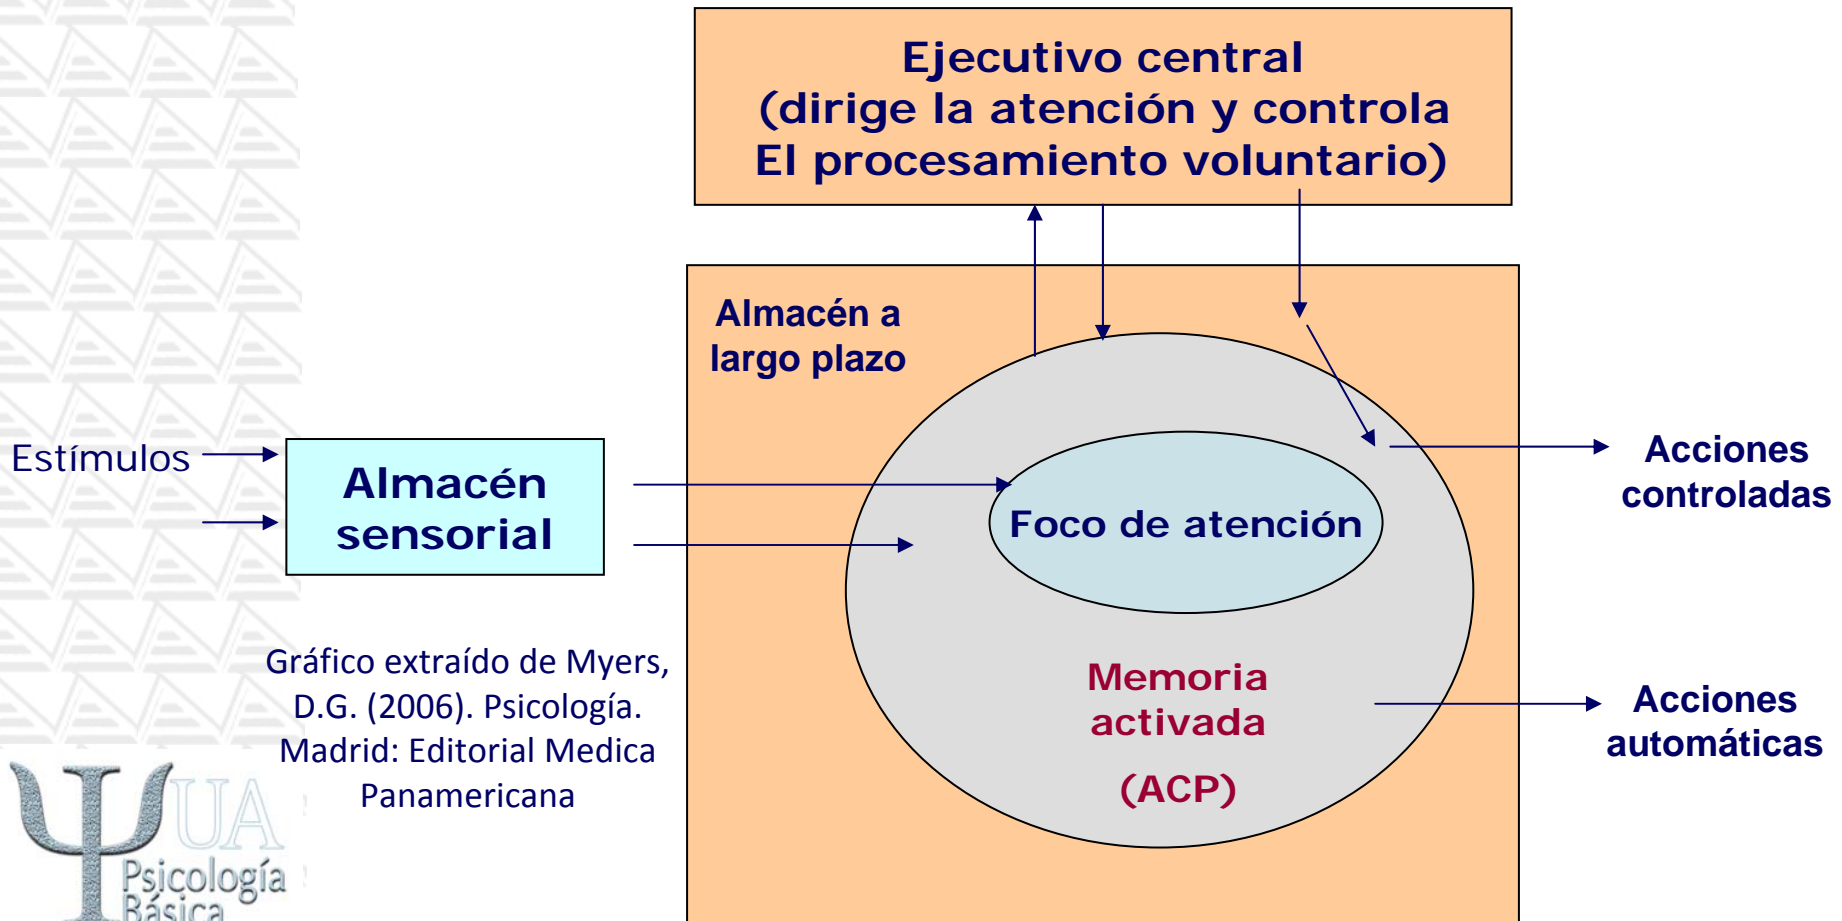 Ejecutivo central
(dirige la atención y controla
El procesamiento voluntario)
Almacén a
largo plazo
Estímulos
Almacén
sensorial
Foco de atención
Acciones
controladas
Memoria
activada
(ACP)
Acciones
automáticas
Gráfico extraído de Myers,
D.G. (2006). Psicología.
Madrid: Editorial Medica
Panamericana
UA
Psicología
Básica